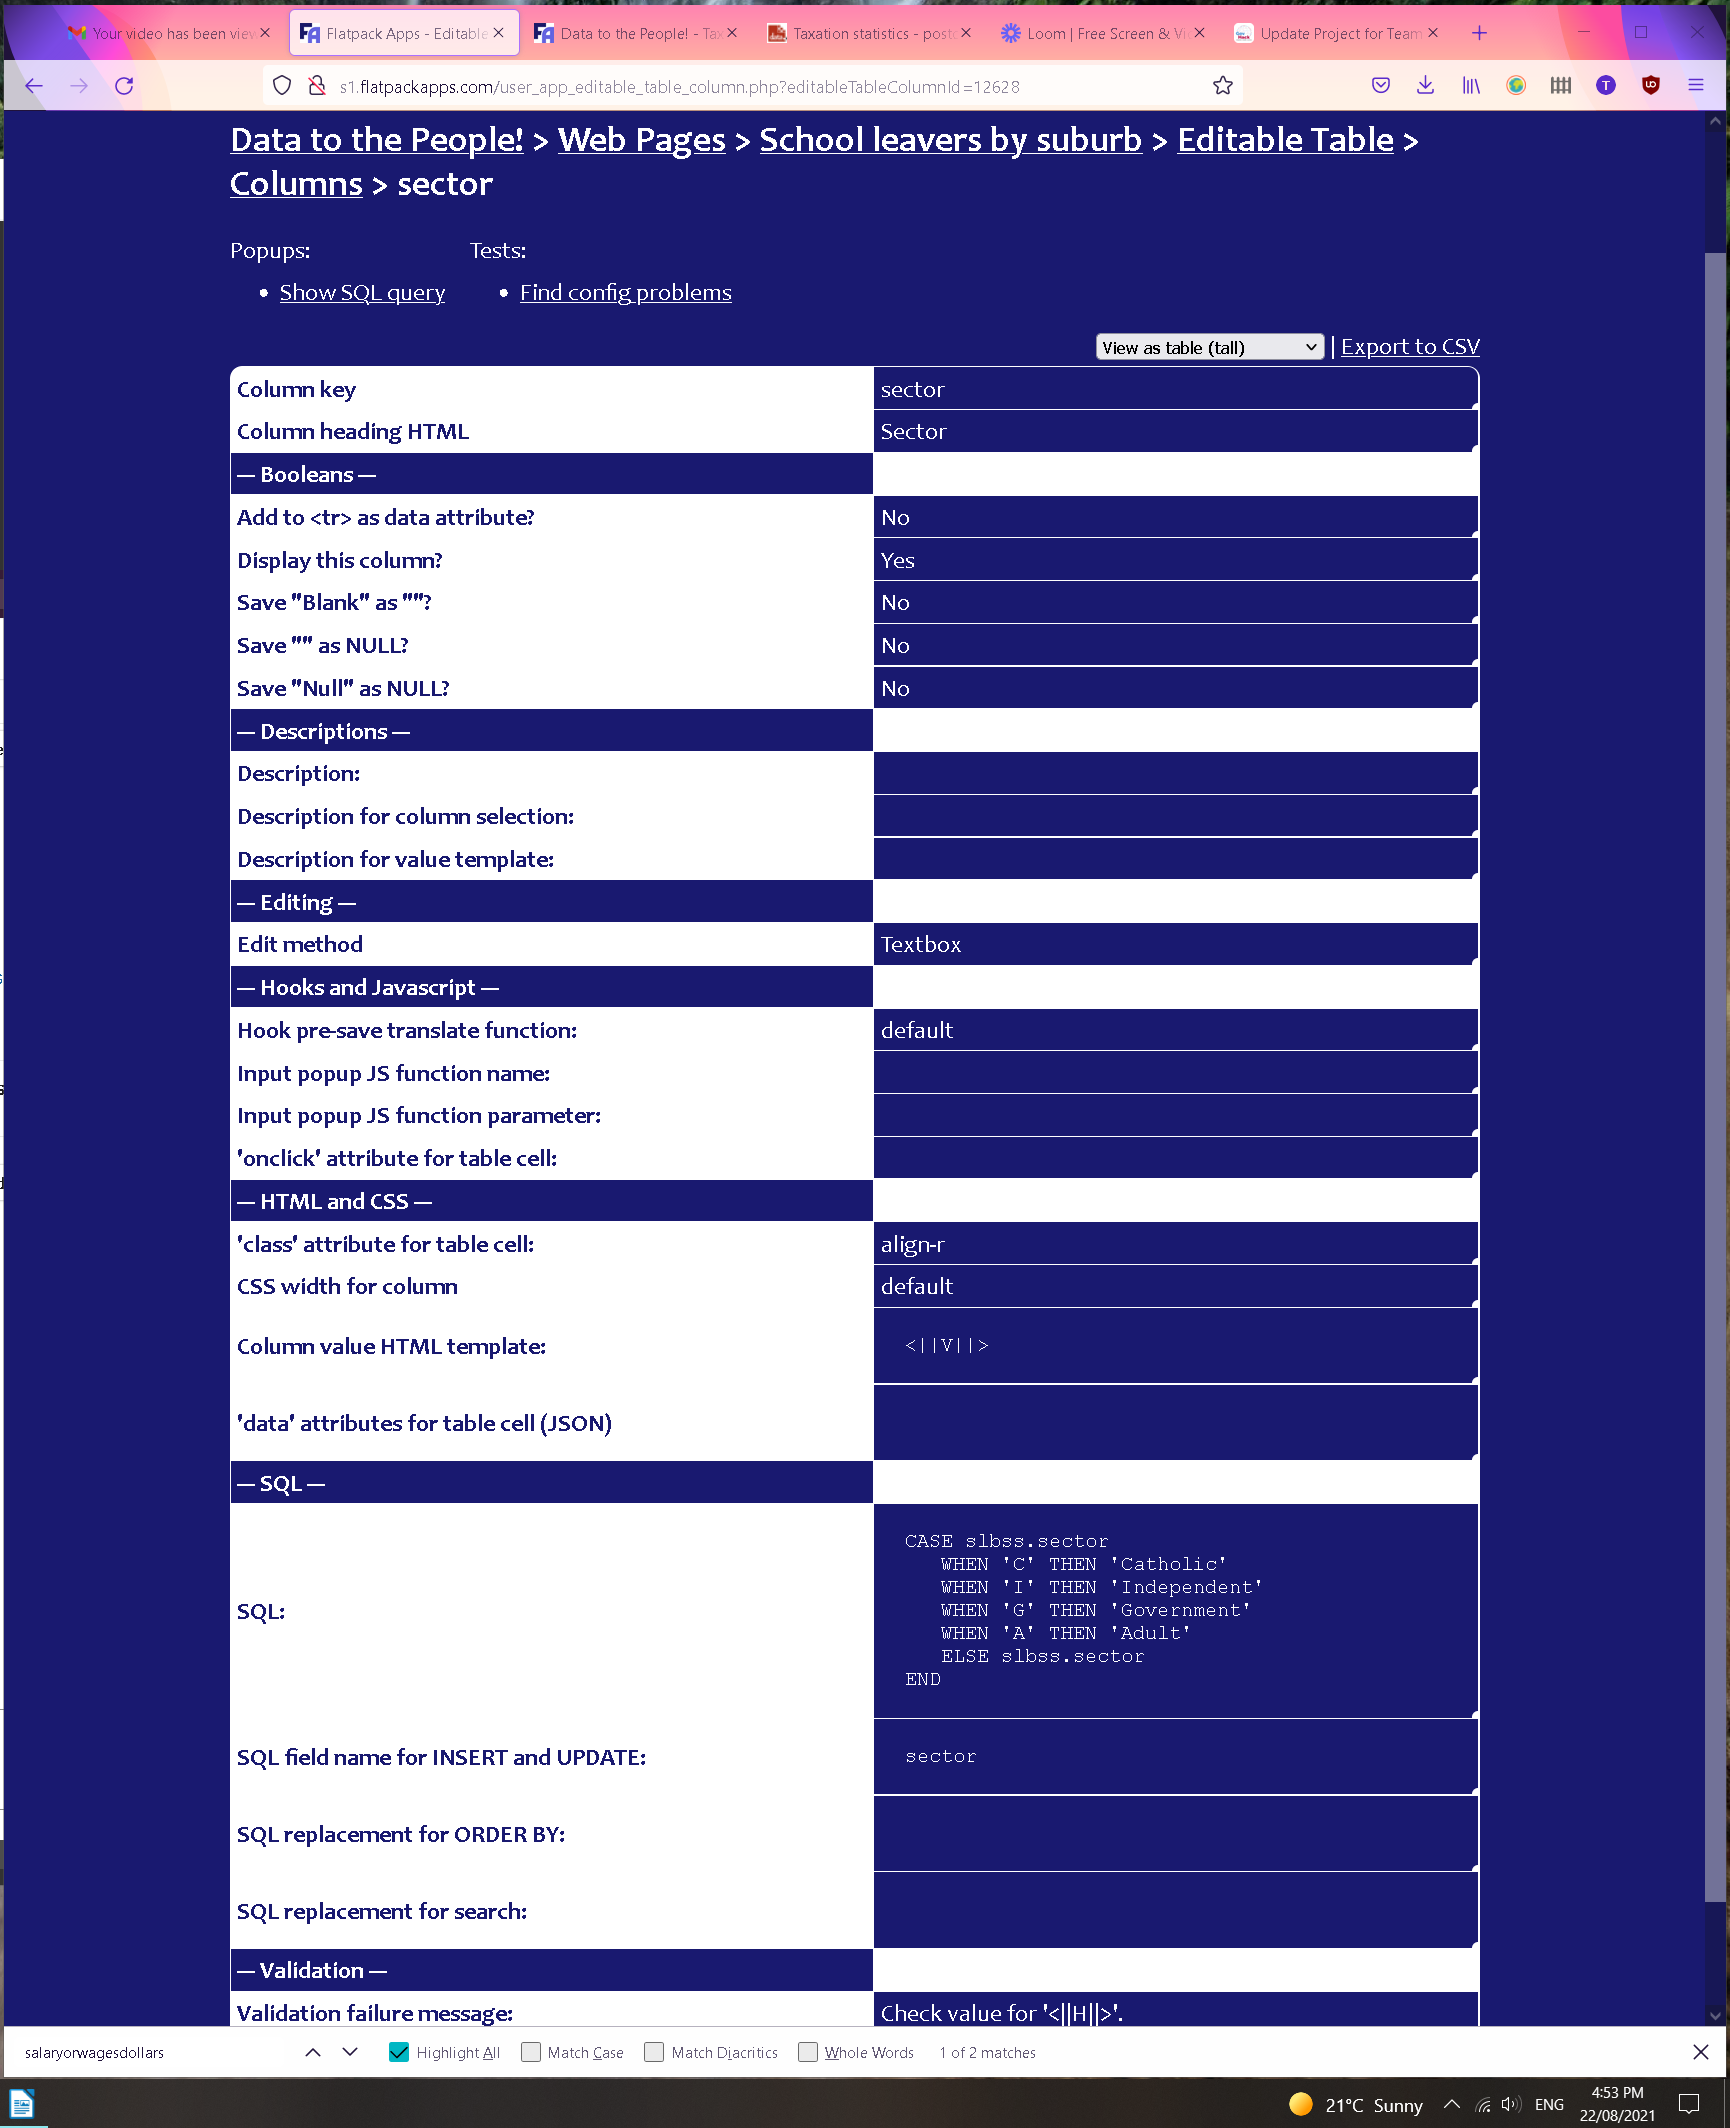 Your video has been view
Flatpack Apps - Editable
Data to the People! - Tax
Taxation statistics - postc
Loom | Free Screen & Vi
Update Project for Team
s1.flatpackapps.com/user_app_editable_table_column.php?editableTableColumnId=12628
Data to the People! > Web Pages > School leavers by suburb > Editable Table >
Columns > sector
Popups:
Tests:
• Show SQL query
• Find config problems
View as table (tall) | Export to CSV
Column key sector
Column heading HTML Sector
— Booleans —
Add to <tr> as data attribute? No
Display this column? Yes
Save "Blank" as ""? No
Save "" as NULL? No
Save "Null" as NULL? No
— Descriptions —
Description:
Description for column selection:
Description for value template:
— Editing —
Edit method Textbox
— Hooks and Javascript —
Hook pre-save translate function: default
Input popup JS function name:
Input popup JS function parameter:
'onclick' attribute for table cell:
— HTML and CSS —
'class' attribute for table cell: align-r
CSS width for column default
Column value HTML template: <||V||>
'data' attributes for table cell (JSON)
— SQL —
SQL:
CASE slbss.sector
WHEN 'C' THEN 'Catholic'
WHEN 'I' THEN 'Independent'
WHEN 'G' THEN 'Government'
WHEN 'A' THEN 'Adult'
ELSE slbss.sector
END
SQL field name for INSERT and UPDATE: sector
SQL replacement for ORDER BY:
SQL replacement for search:
— Validation —
Validation failure message: Check value for '<||H||>'.
salaryorwagesdollars Highlight All Match Case Match Diacritics Whole Words 1 of 2 matches
21°C Sunny ENG 4:53 PM
22/08/2021